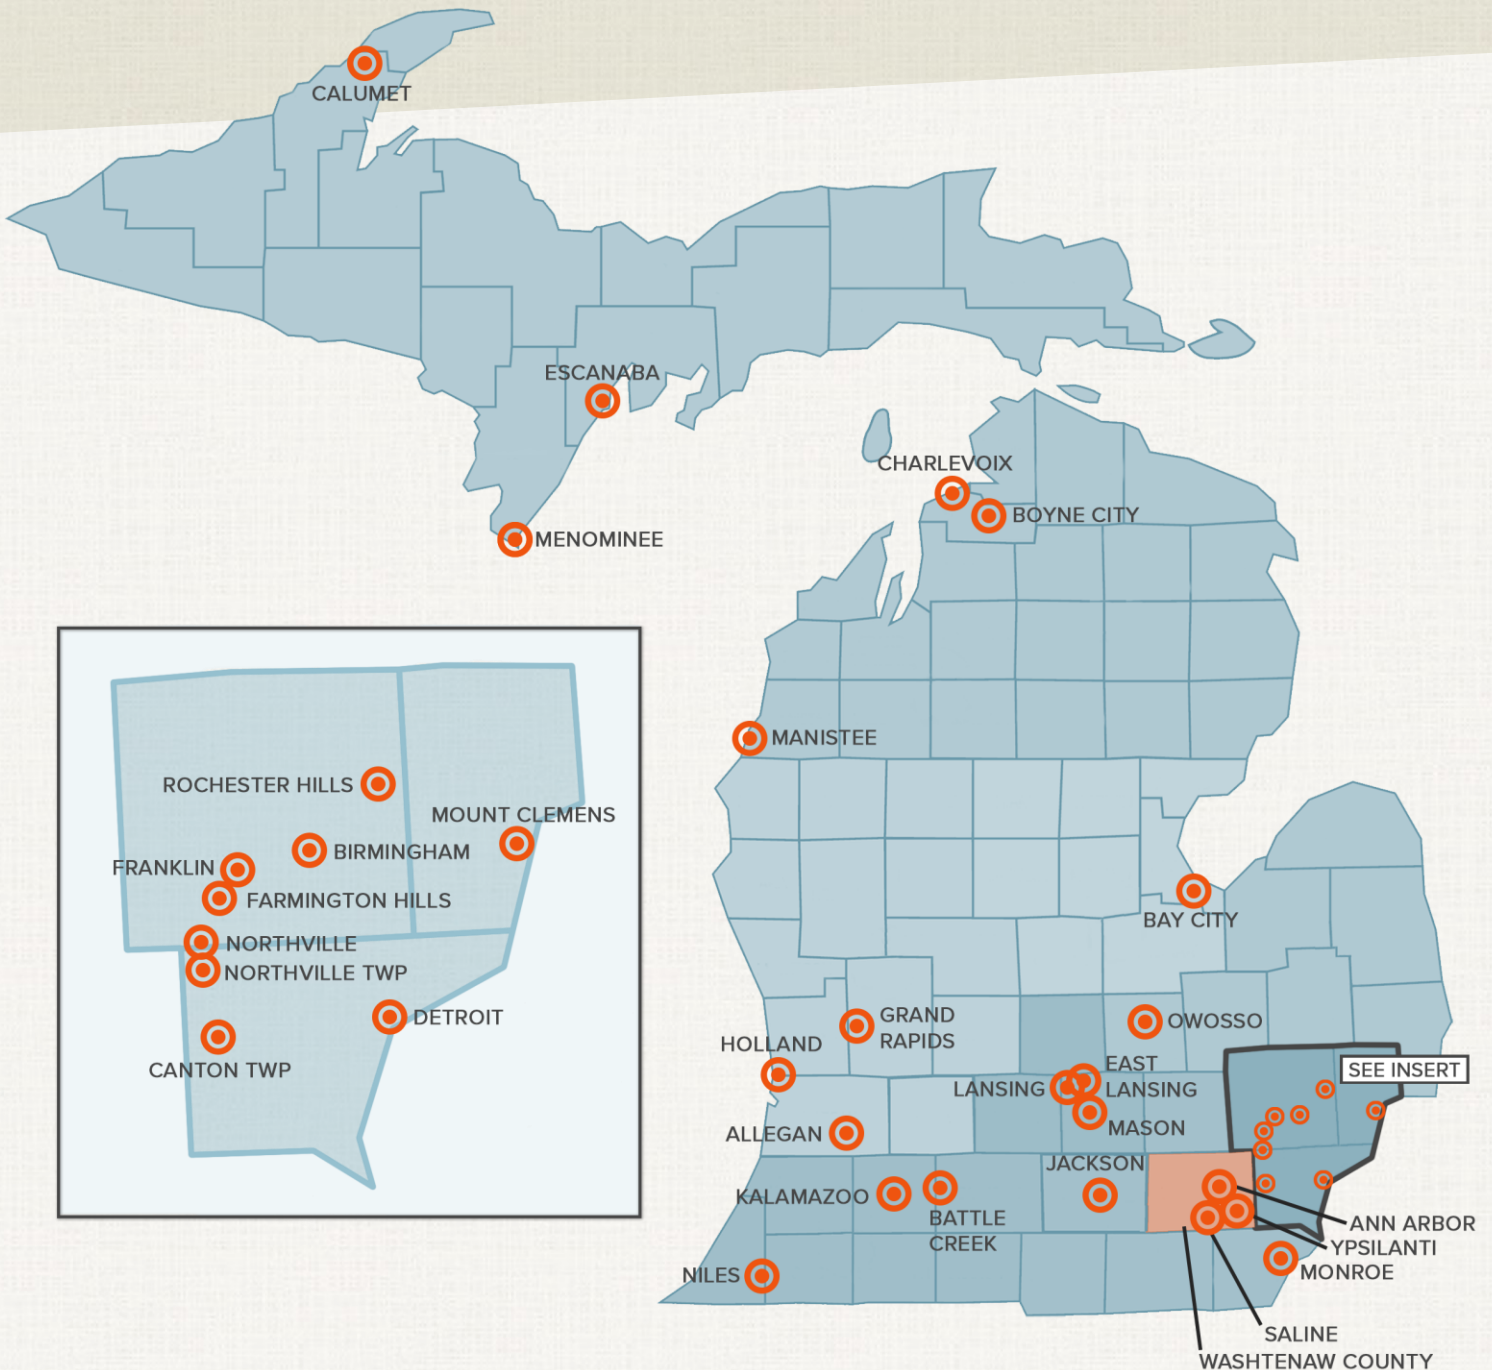 CALUMET
ESCANABA
MENOMINEE
CHARLEVOIX
BOYNE CITY
MANISTEE
BAY CITY
ROCHESTER HILLS
MOUNT CLEMENS
BIRMINGHAM
FRANKLIN
FARMINGTON HILLS
NORTHVILLE
NORTHVILLE TWP
DETROIT
CANTON TWP
GRAND
RAPIDS
OWOSSO
HOLLAND
EAST
LANSING
LANSING
SEE INSERT
MASON
ALLEGAN
JACKSON
KALAMAZOO
BATTLE
CREEK
ANN ARBOR
YPSILANTI
MONROE
NILES
SALINE
WASHTENAW COUNTY